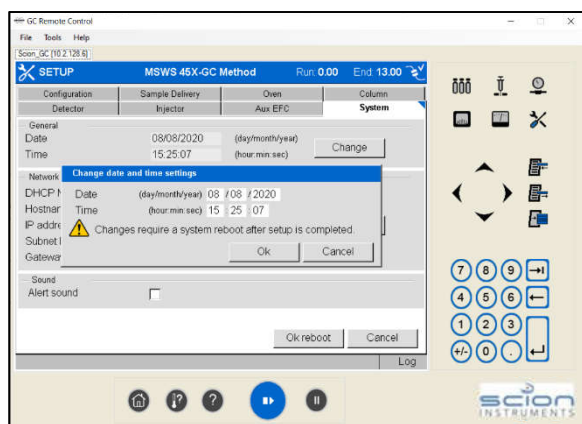 GC Remote Control
File Tools Help
Scion_GC [10.2.128.6]
SETUP MSWS 45X-GC Method Run: 0.00 End: 13.00
Configuration Sample Delivery Oven Column
Detector Injector Aux EFC System
General
Date 08/08/2020 (day/month/year)
Time 15:25:07 (hour:min:sec) Change
Network
DHCP
Hostnar
IP addre
Subnet
Gatewa
Change date and time settings
Date (day/month/year) 08 / 08 / 2020
Time (hour:min:sec) 15 : 25 : 07
Changes require a system reboot after setup is completed.
Ok Cancel
Sound
Alert sound
Ok reboot Cancel
Log
7 8 9
4 5 6
1 2 3
+/- 0 .
scion
INSTRUMENTS